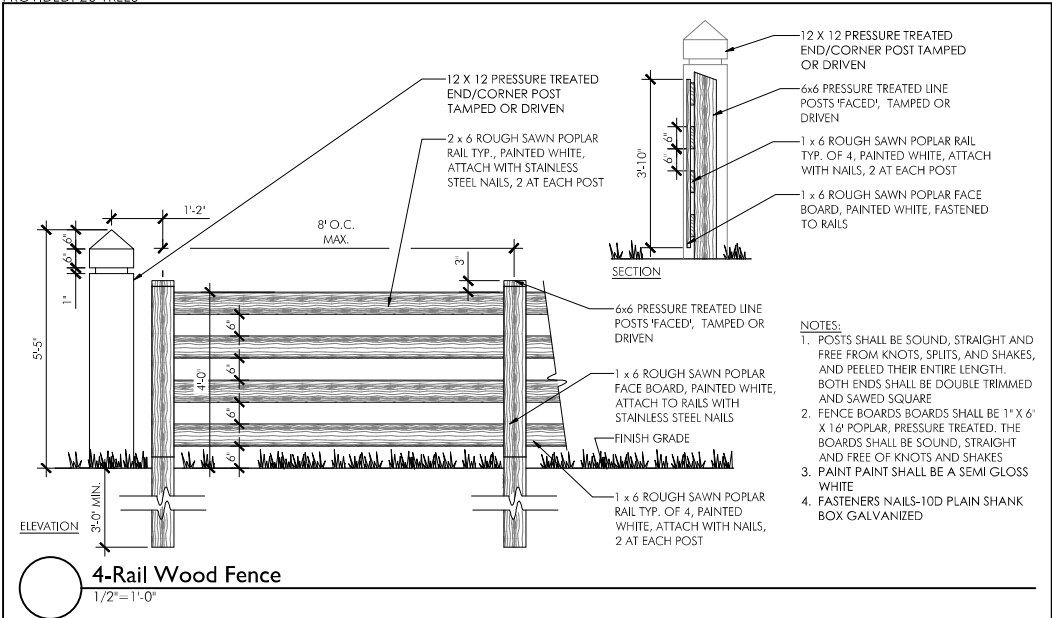 12 X 12 PRESSURE TREATED
END/CORNER POST
TAMPED OR DRIVEN
2 x 6 ROUGH SAWN POPLAR
RAIL TYP., PAINTED WHITE,
ATTACH WITH STAINLESS
STEEL NAILS, 2 AT EACH POST
12 X 12 PRESSURE TREATED
END/CORNER POST TAMPED
OR DRIVEN
6x6 PRESSURE TREATED LINE
POSTS 'FACED', TAMPED OR
DRIVEN
1 x 6 ROUGH SAWN POPLAR RAIL
TYP. OF 4, PAINTED WHITE, ATTACH
WITH NAILS, 2 AT EACH POST
1 x 6 ROUGH SAWN POPLAR FACE
BOARD, PAINTED WHITE, FASTENED
TO RAILS
3'-10"
6"
6"
SECTION
1'-2"
8' O.C.
MAX.
6"
6"
1"
5'-5"
3"
6"
6"
4'-0"
6"
6"
3'-0" MIN.
ELEVATION
6x6 PRESSURE TREATED LINE
POSTS 'FACED', TAMPED OR
DRIVEN
1 x 6 ROUGH SAWN POPLAR
FACE BOARD, PAINTED WHITE,
ATTACH TO RAILS WITH
STAINLESS STEEL NAILS
FINISH GRADE
1 x 6 ROUGH SAWN POPLAR
RAIL TYP. OF 4, PAINTED
WHITE, ATTACH WITH NAILS,
2 AT EACH POST
NOTES:
1. POSTS SHALL BE SOUND, STRAIGHT AND
FREE FROM KNOTS, SPLITS, AND SHAKES,
AND PEELED THEIR ENTIRE LENGTH.
BOTH ENDS SHALL BE DOUBLE TRIMMED
AND SAWED SQUARE
2. FENCE BOARDS BOARDS SHALL BE 1" X 6"
X 16' POPLAR, PRESSURE TREATED. THE
BOARDS SHALL BE SOUND, STRAIGHT
AND FREE OF KNOTS AND SHAKES
3. PAINT PAINT SHALL BE A SEMI GLOSS
WHITE
4. FASTENERS NAILS-10D PLAIN SHANK
BOX GALVANIZED
4-Rail Wood Fence
1/2"=1'-0"